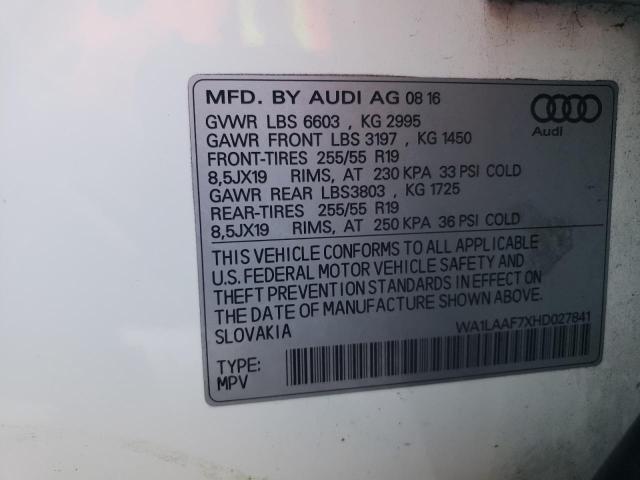 MFD. BY AUDI AG 08 16
Audi
GVWR LBS 6603 , KG 2995
GAWR FRONT LBS 3197 , KG 1450
FRONT-TIRES 255/55 R19
8,5JX19 RIMS, AT 230 KPA 33 PSI COLD
GAWR REAR LBS3803 , KG 1725
REAR-TIRES 255/55 R19
8,5JX19 RIMS, AT 250 KPA 36 PSI COLD
THIS VEHICLE CONFORMS TO ALL APPLICABLE
U.S. FEDERAL MOTOR VEHICLE SAFETY AND
THEFT PREVENTION STANDARDS IN EFFECT ON
THE DATE OF MANUFACTURE SHOWN ABOVE.
SLOVAKIA
WA1LAAF7XHD027841
TYPE:
MPV